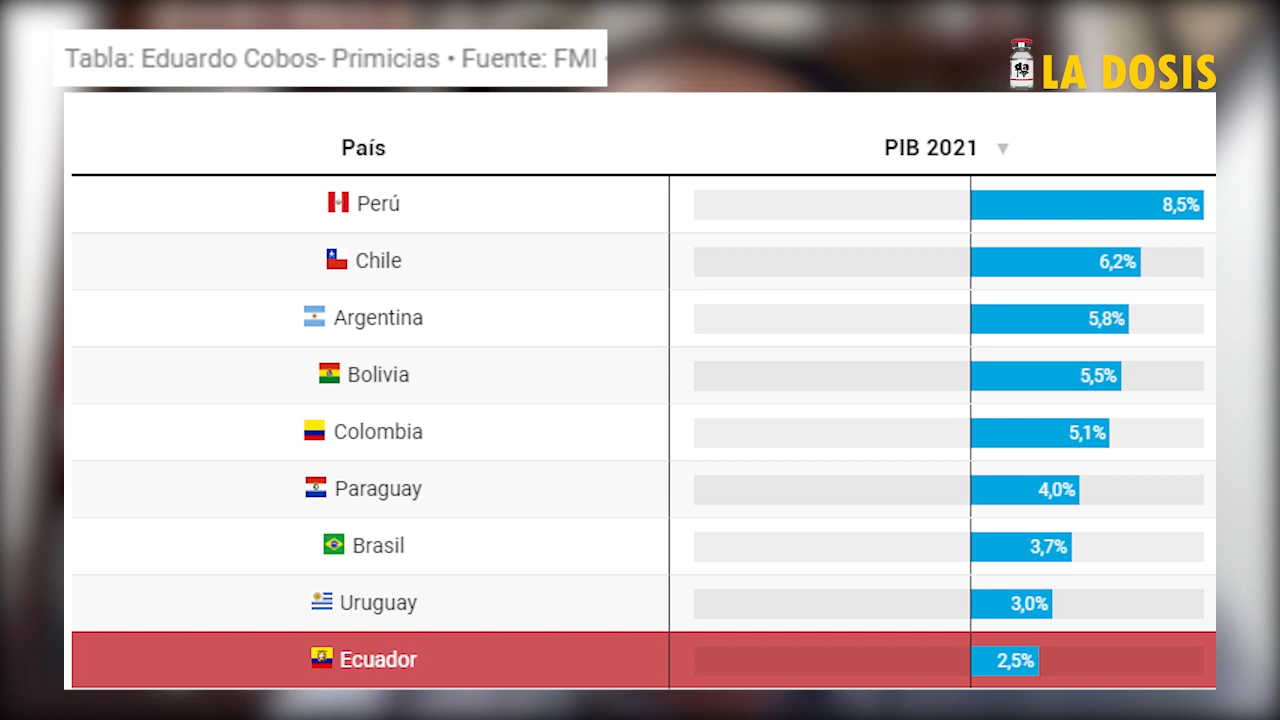 Tabla: Eduardo Cobos- Primicias • Fuente: FMI
LA DOSIS
País PIB 2021 ▼
Perú 8,5%
Chile 6,2%
Argentina 5,8%
Bolivia 5,5%
Colombia 5,1%
Paraguay 4,0%
Brasil 3,7%
Uruguay 3,0%
Ecuador 2,5%